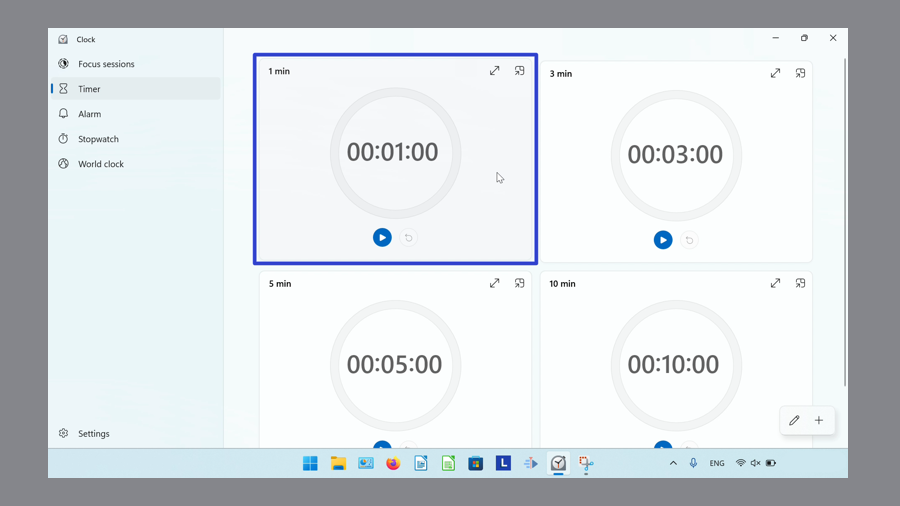 Clock
Focus sessions
Timer
Alarm
Stopwatch
World clock
Settings
1 min
00:01:00
3 min
00:03:00
5 min
00:05:00
10 min
00:10:00
L
ENG